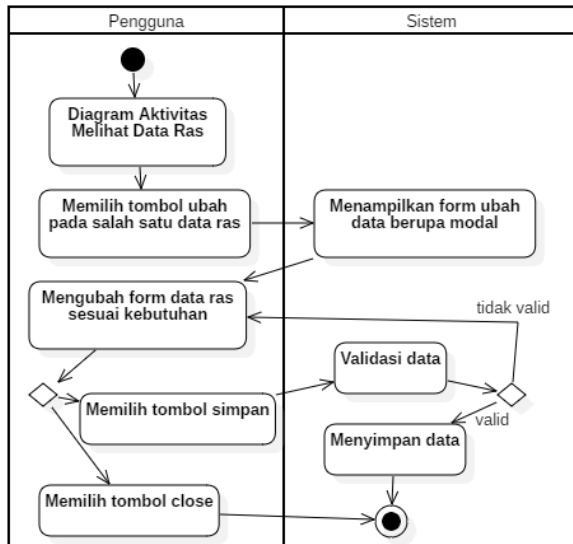 Pengguna
Sistem
Diagram Aktivitas
Melihat Data Ras
Memilih tombol ubah
pada salah satu data ras
Menampilkan form ubah
data berupa modal
Mengubah form data ras
sesuai kebutuhan
tidak valid
Validasi data
Memilih tombol simpan
valid
Menyimpan data
Memilih tombol close